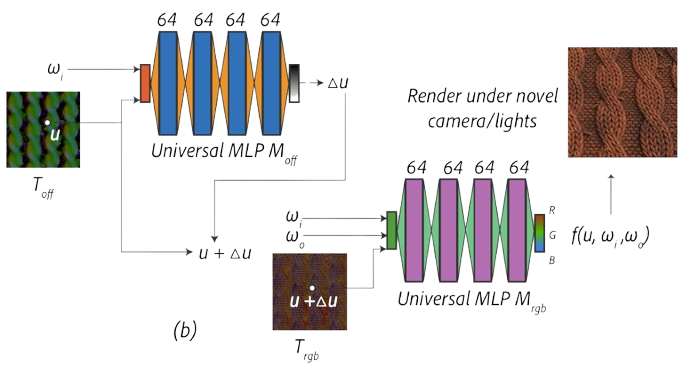 64 64 64 64
ωi
u
Toff
Universal MLP Moff
Δu
Render under novel
camera/lights
64 64 64 64
ωi
ωo
u + Δu
R
G
B
f(u, ωi ,ωo)
u +Δu
Universal MLP Mrgb
(b)
Trgb